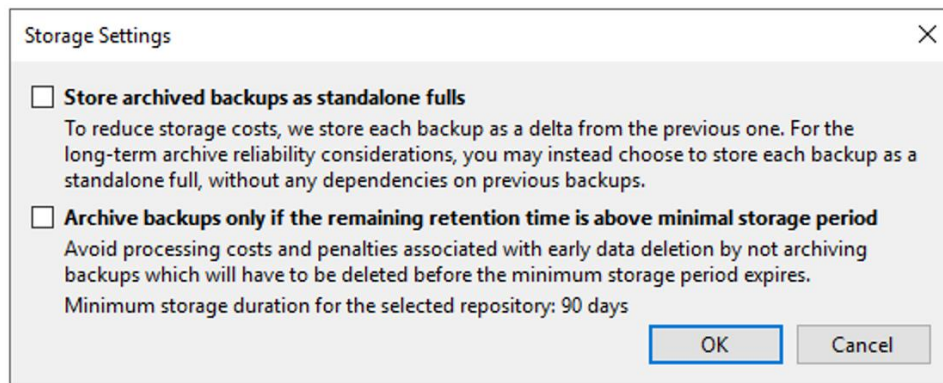 Storage Settings
Store archived backups as standalone fulls
To reduce storage costs, we store each backup as a delta from the previous one. For the
long-term archive reliability considerations, you may instead choose to store each backup as a
standalone full, without any dependencies on previous backups.
Archive backups only if the remaining retention time is above minimal storage period
Avoid processing costs and penalties associated with early data deletion by not archiving
backups which will have to be deleted before the minimum storage period expires.
Minimum storage duration for the selected repository: 90 days
OK Cancel